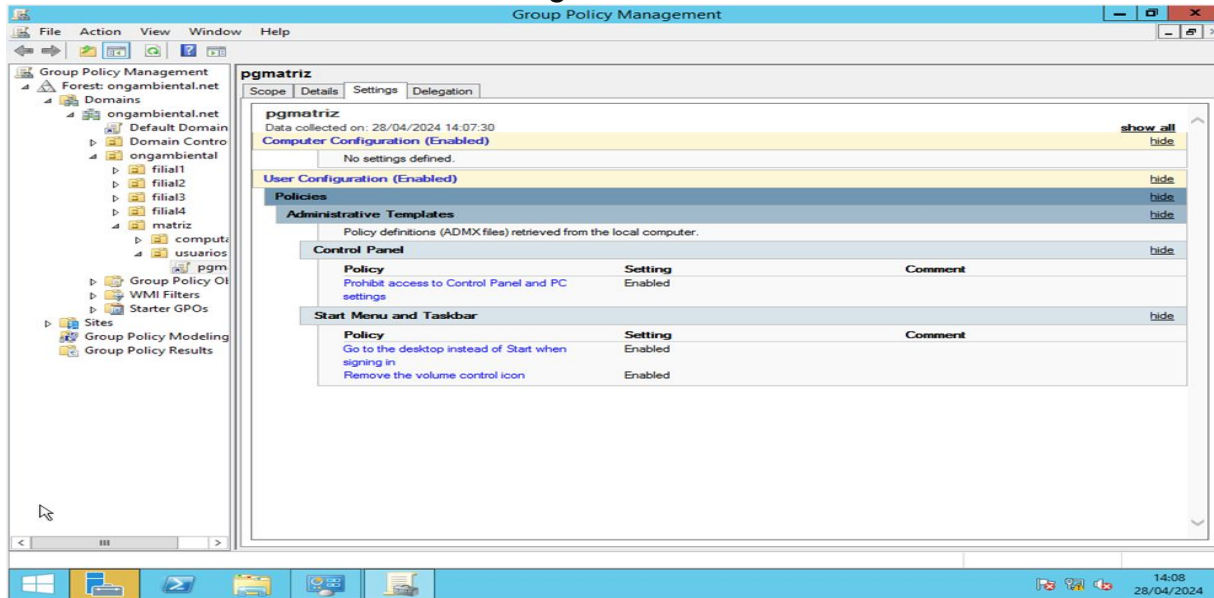 Group Policy Management
File Action View Window Help
Group Policy Management
Forest: ongambiental.net
Domains
ongambiental.net
Default Domain
Domain Contro
ongambiental
filial1
filial2
filial3
filial4
matriz
computa
usuarios
pgm
Group Policy Ob
WMI Filters
Starter GPOs
Sites
Group Policy Modeling
Group Policy Results
pgmatriz
Scope Details Settings Delegation
pgmatriz
Data collected on: 28/04/2024 14:07:30 show all
Computer Configuration (Enabled) hide
No settings defined.
User Configuration (Enabled) hide
Policies hide
Administrative Templates hide
Policy definitions (ADMX files) retrieved from the local computer.
Control Panel hide
Policy Setting Comment
Prohibit access to Control Panel and PC Enabled
settings
Start Menu and Taskbar hide
Policy Setting Comment
Go to the desktop instead of Start when Enabled
signing in
Remove the volume control icon Enabled
14:08
28/04/2024